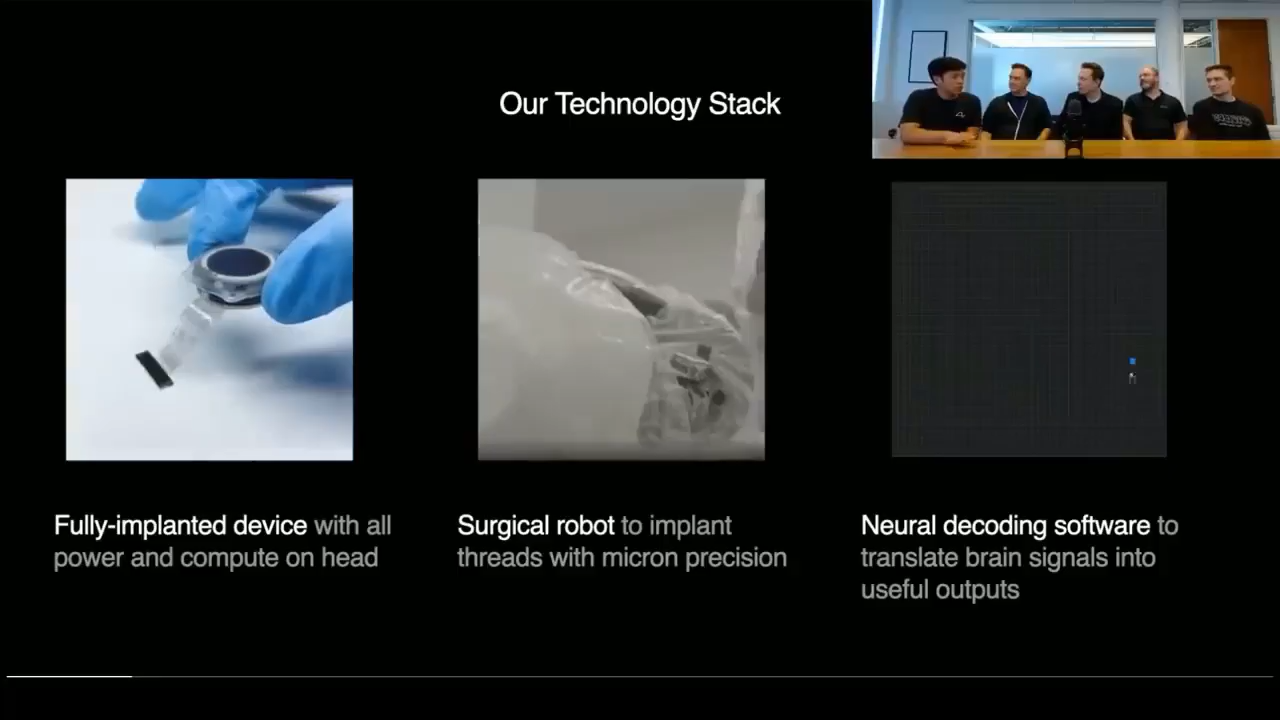 Our Technology Stack
Fully-implanted device with all
power and compute on head
Surgical robot to implant
threads with micron precision
Neural decoding software to
translate brain signals into
useful outputs